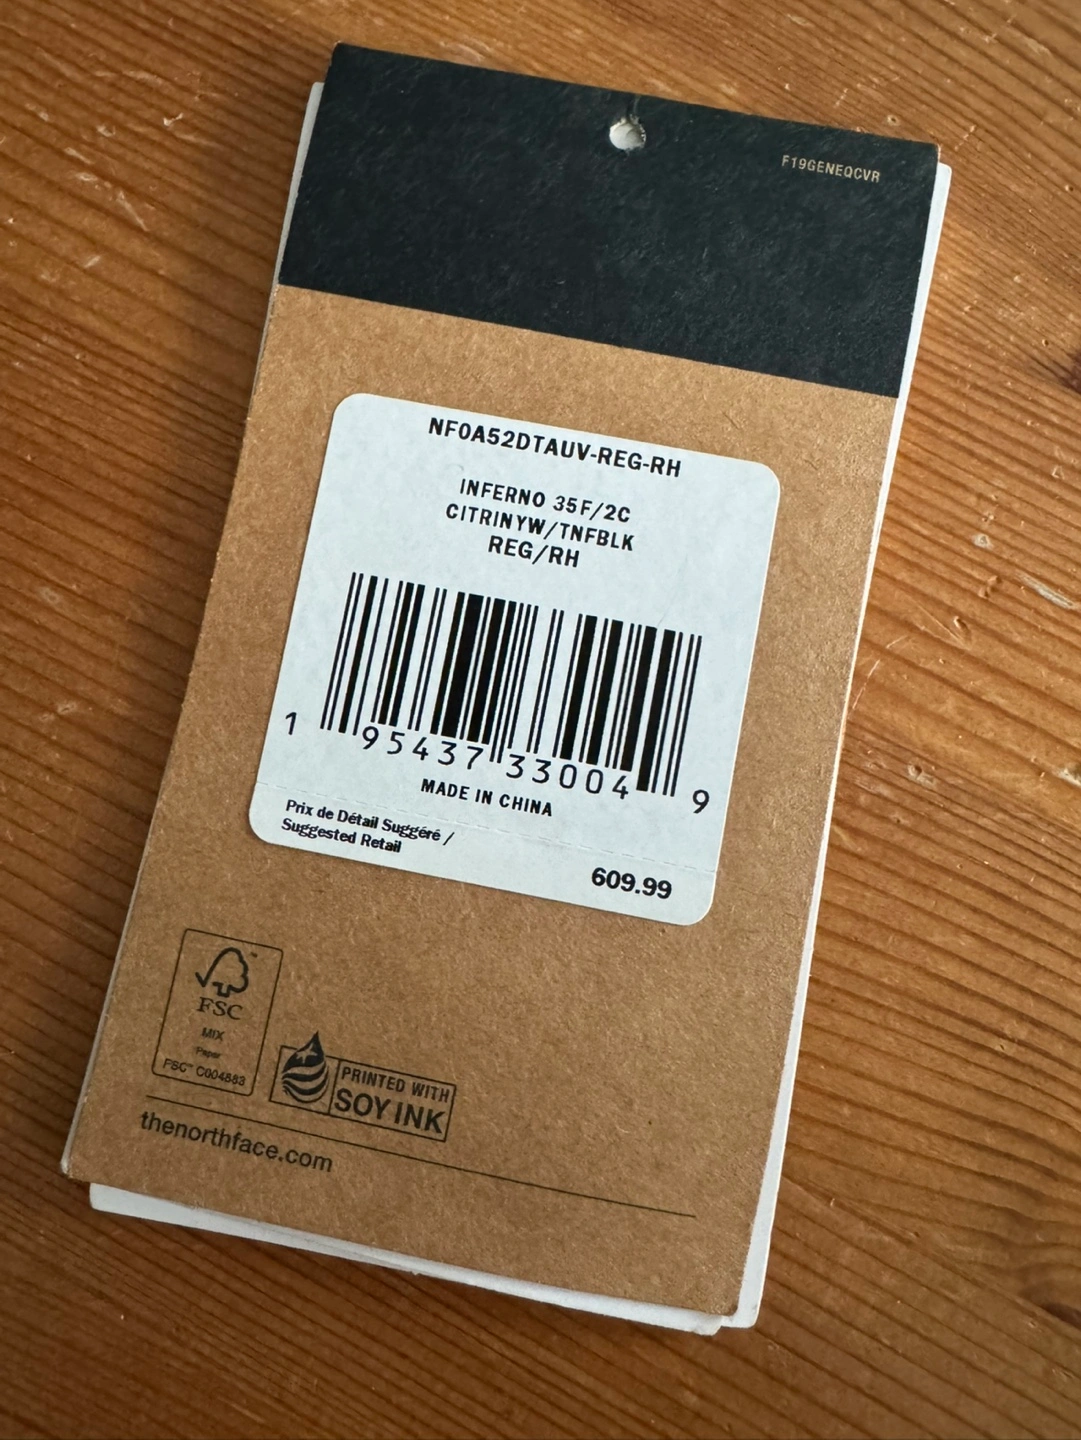 F19GENEQCVR
NF0A52DTAUV-REG-RH
INFERNO 35F/2C
CITRINYW/TNFBLK
REG/RH
1 95437 33004 9
MADE IN CHINA
Prix de Détail Suggéré /
Suggested Retail
609.99
FSC
MIX
Paper
FSC™ C004883
PRINTED WITH
SOY INK
thenorthface.com